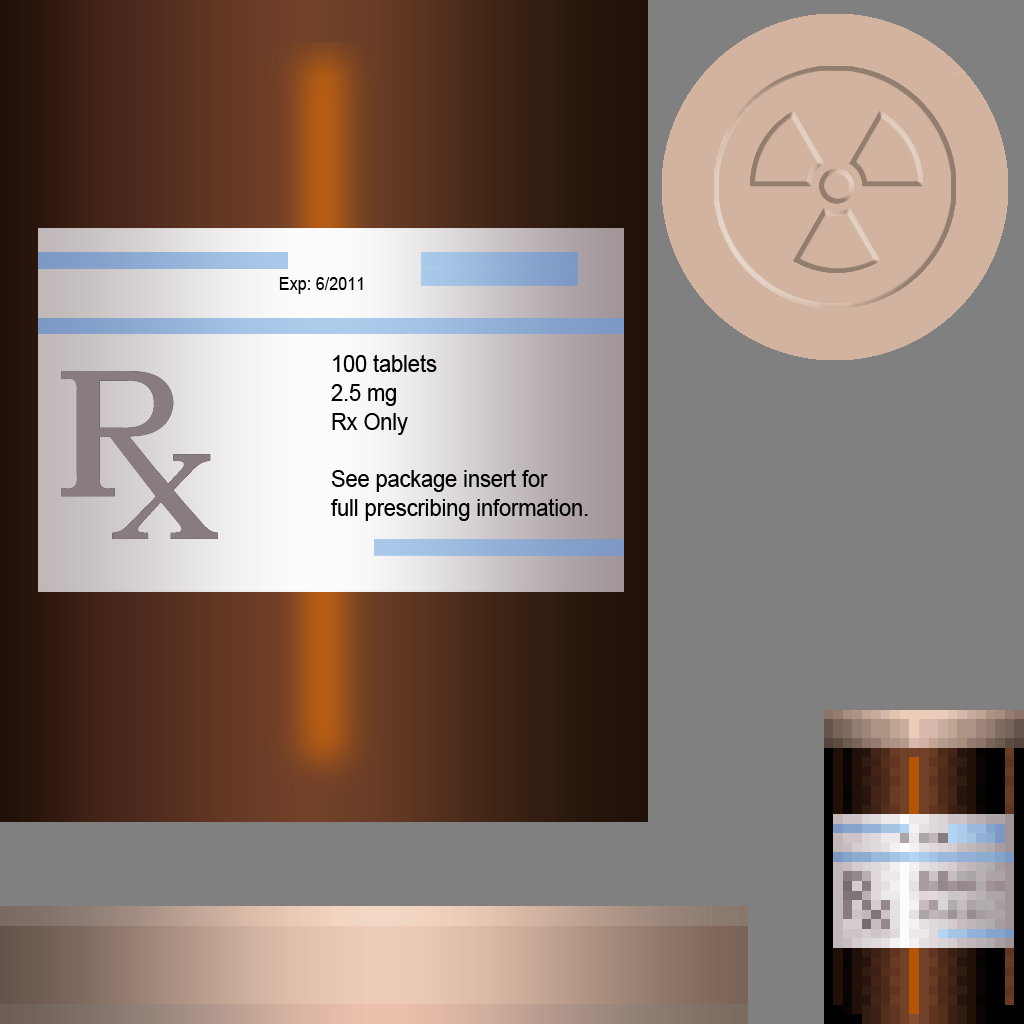 Exp: 6/2011
100 tablets
2.5 mg
Rx Only
See package insert for
full prescribing information.
Rx